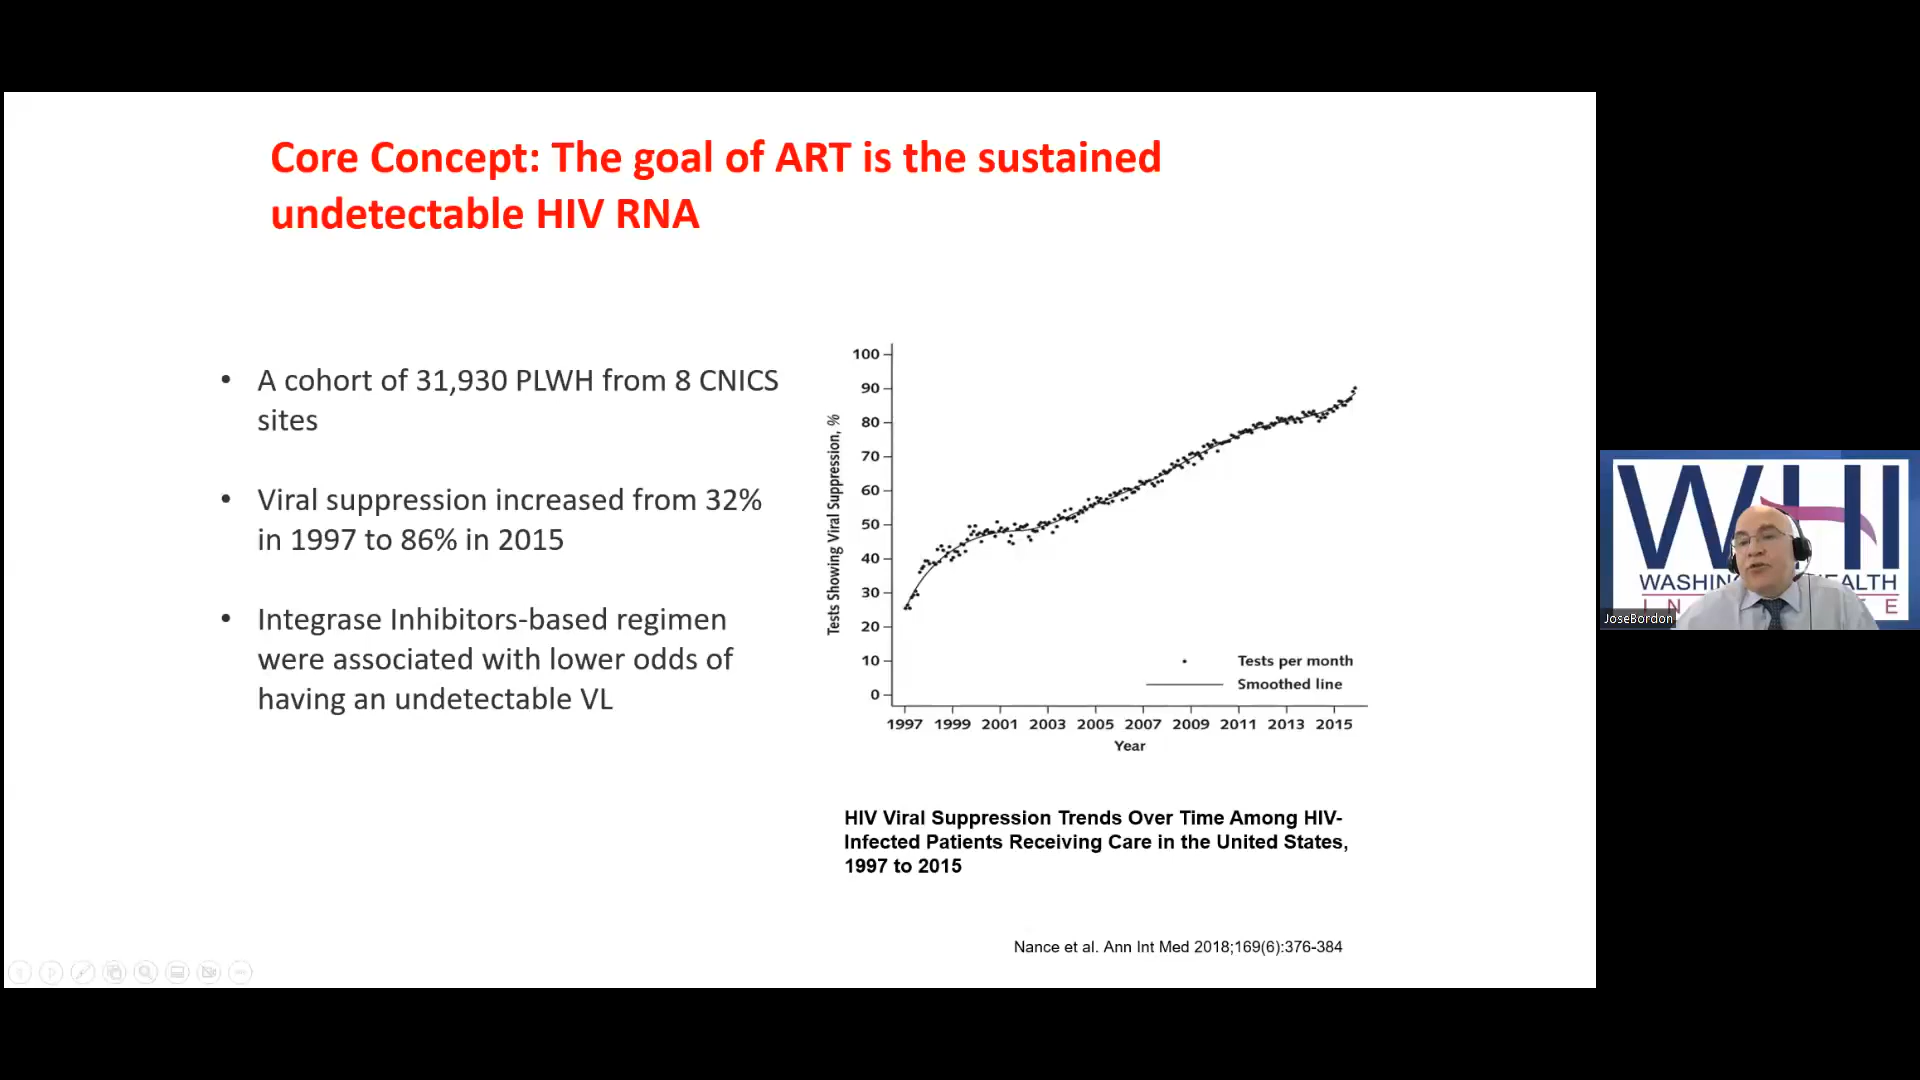 Core Concept: The goal of ART is the sustained
undetectable HIV RNA
• A cohort of 31,930 PLWH from 8 CNICS
sites
• Viral suppression increased from 32%
in 1997 to 86% in 2015
• Integrase Inhibitors-based regimen
were associated with lower odds of
having an undetectable VL
Tests Showing Viral Suppression, %
100
90
80
70
60
50
40
30
20
10
0
Tests per month
Smoothed line
1997 1999 2001 2003 2005 2007 2009 2011 2013 2015
Year
HIV Viral Suppression Trends Over Time Among HIV-
Infected Patients Receiving Care in the United States,
1997 to 2015
Nance et al. Ann Int Med 2018;169(6):376-384
WHI
JoseBordon